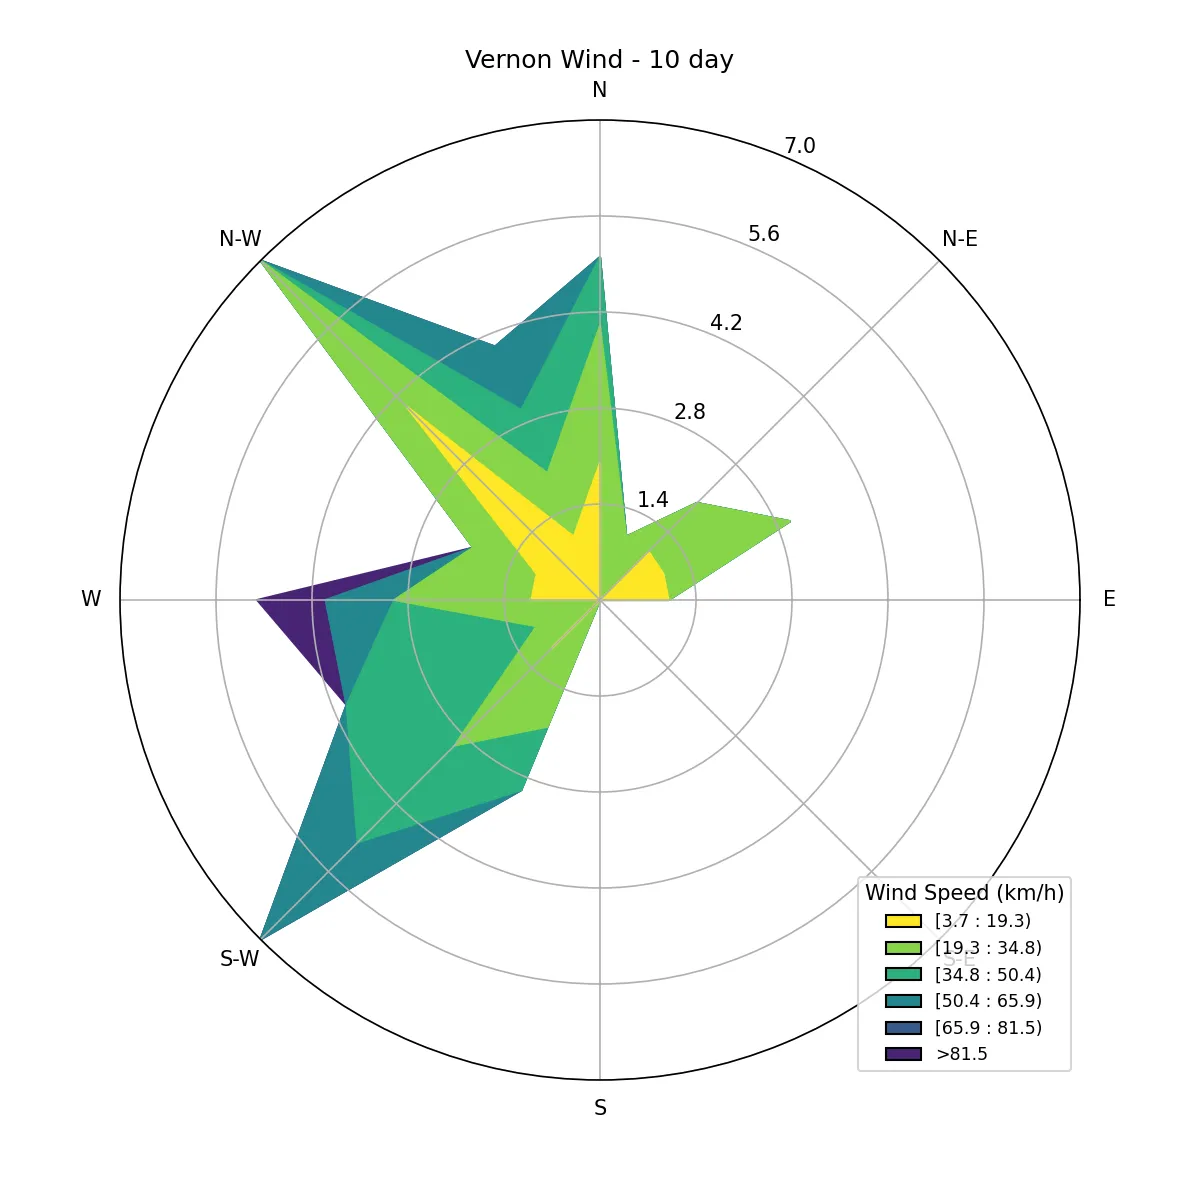 Vernon Wind - 10 day
N
7.0
N-W
N-E
5.6
4.2
2.8
1.4
W
E
S-W
S-E
S
Wind Speed (km/h)
[3.7 : 19.3)
[19.3 : 34.8)
[34.8 : 50.4)
[50.4 : 65.9)
[65.9 : 81.5)
>81.5